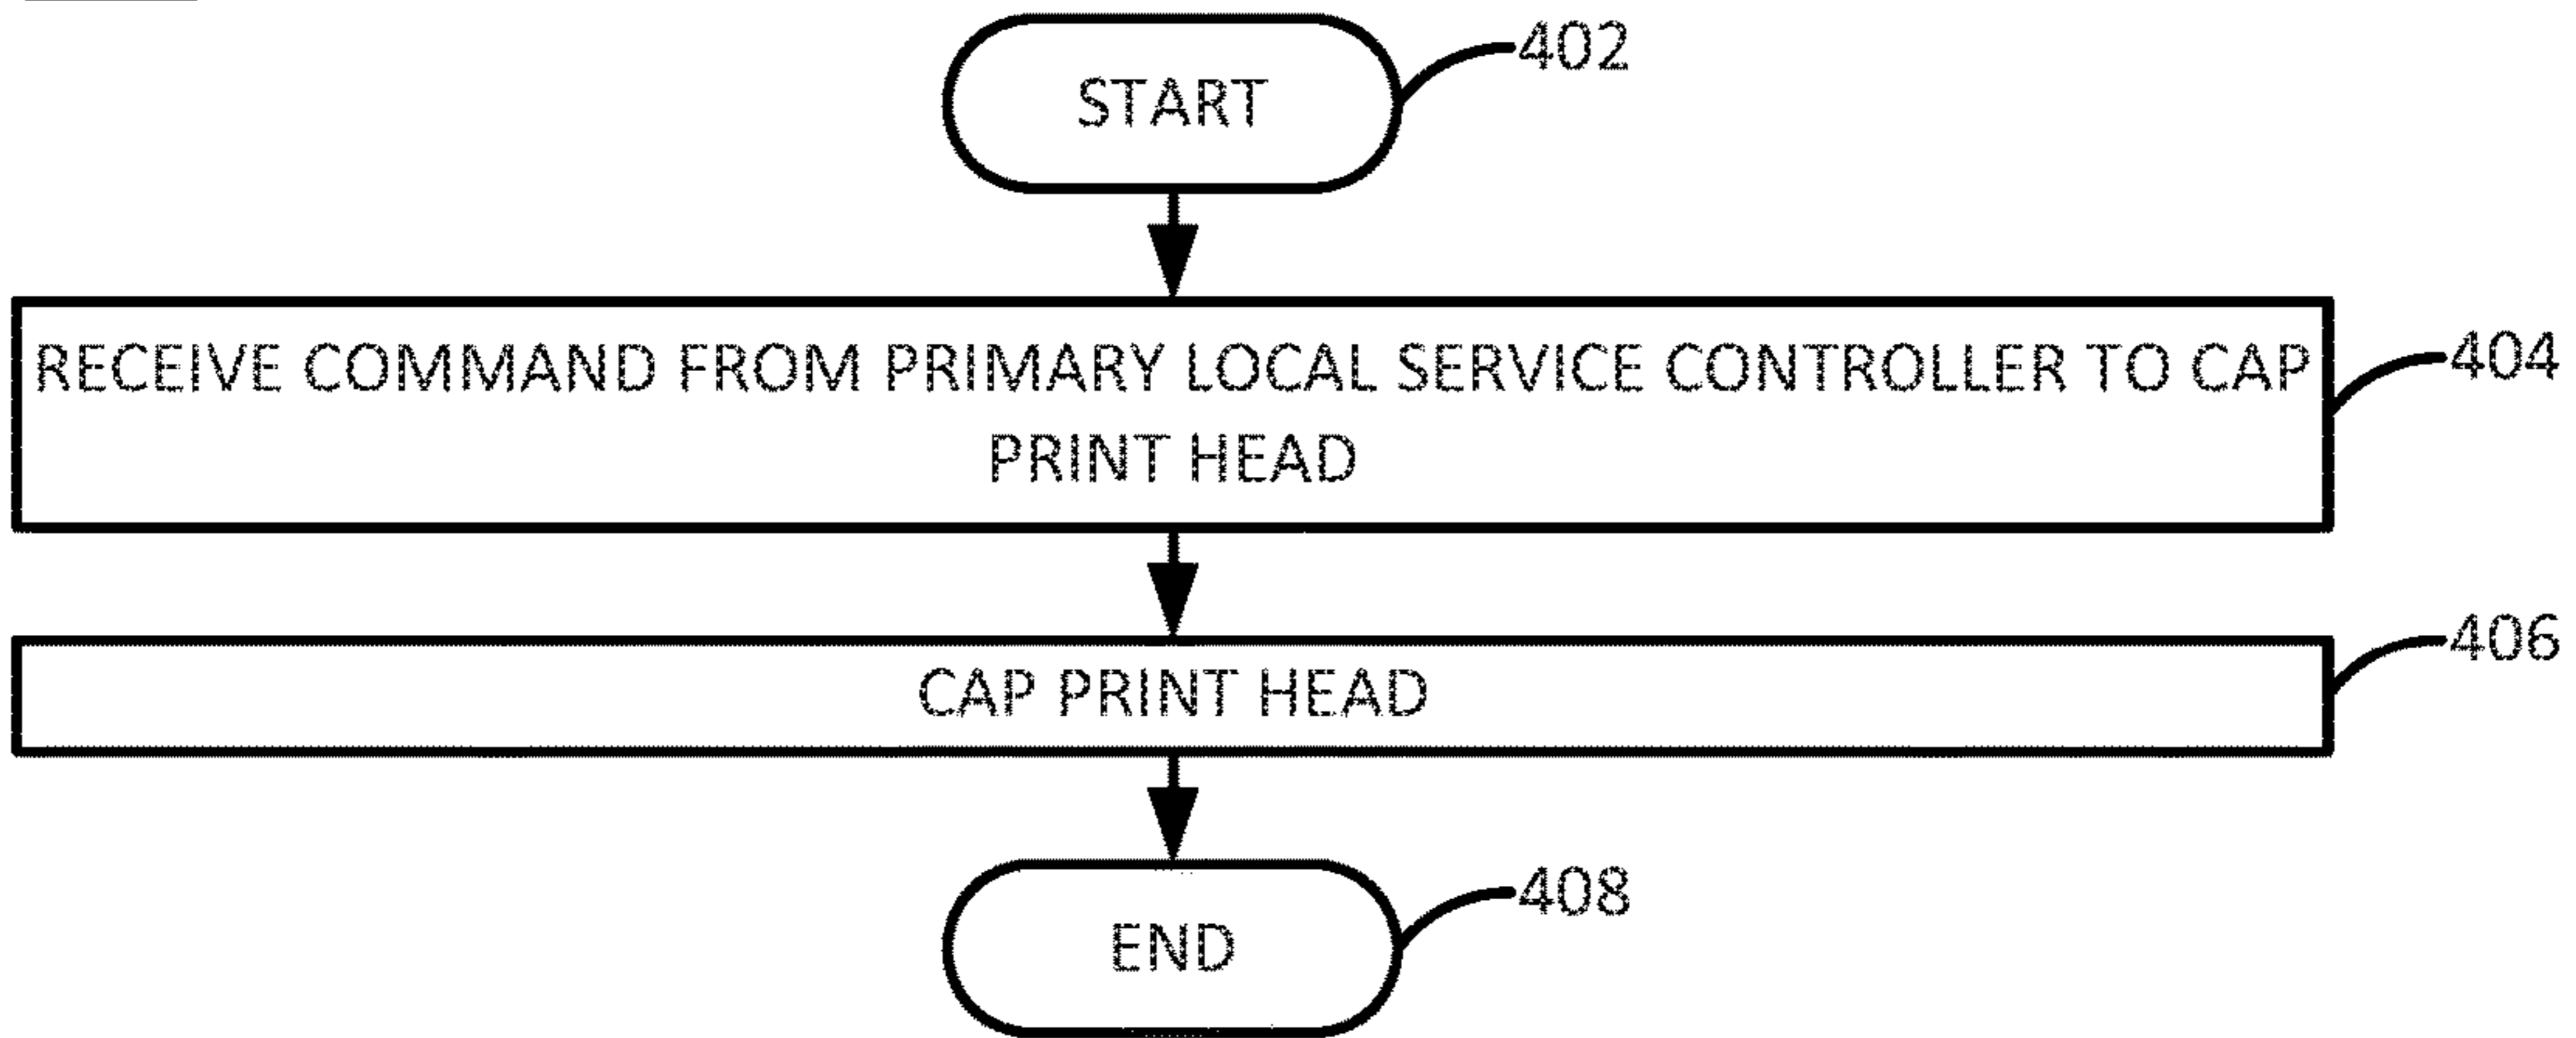 402
START
RECEIVE COMMAND FROM PRIMARY LOCAL SERVICE CONTROLLER TO CAP
PRINT HEAD
404
406
CAP PRINT HEAD
408
END